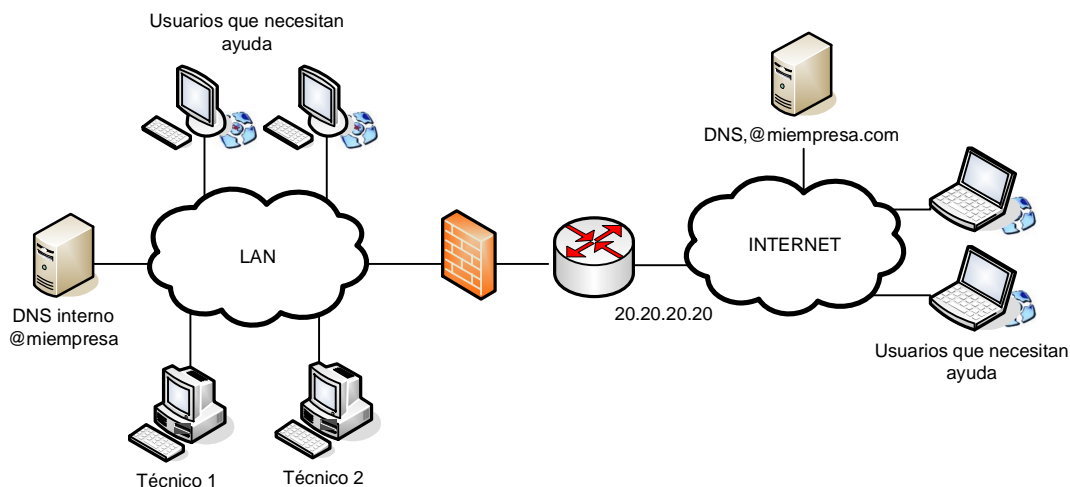 Usuarios que necesitan
ayuda
DNS,@miempresa.com
LAN
INTERNET
DNS interno
@miempresa
20.20.20.20
Usuarios que necesitan
ayuda
Técnico 1
Técnico 2